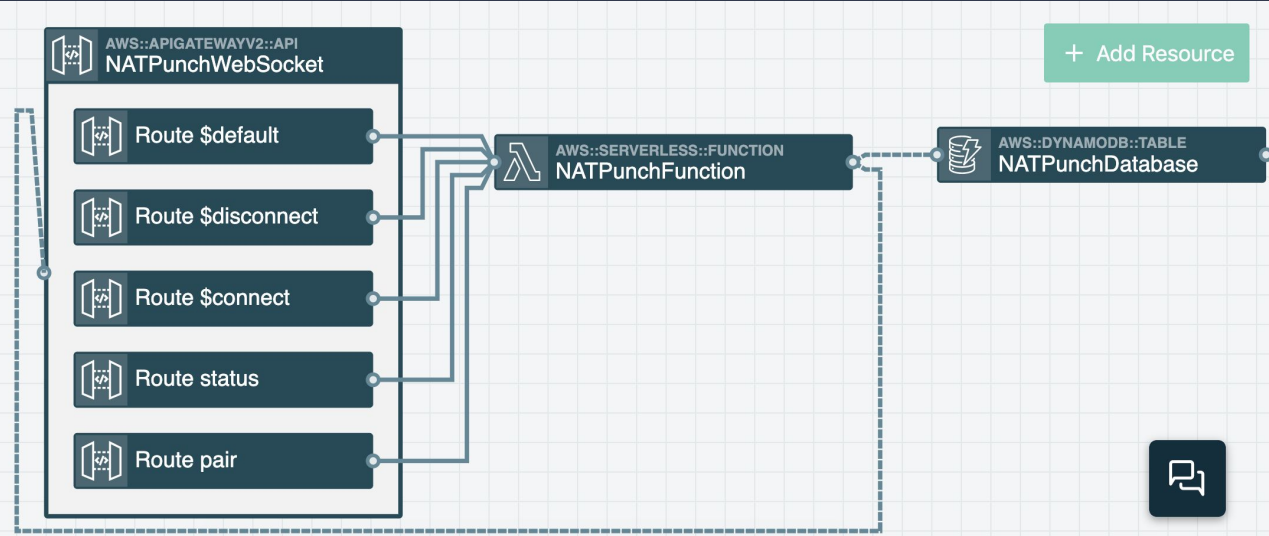 AWS::APIGATEWAYV2::API
NATPunchWebSocket
+ Add Resource
Route $default
Route $disconnect
Route $connect
Route status
Route pair
AWS::SERVERLESS::FUNCTION
NATPunchFunction
AWS::DYNAMODB::TABLE
NATPunchDatabase